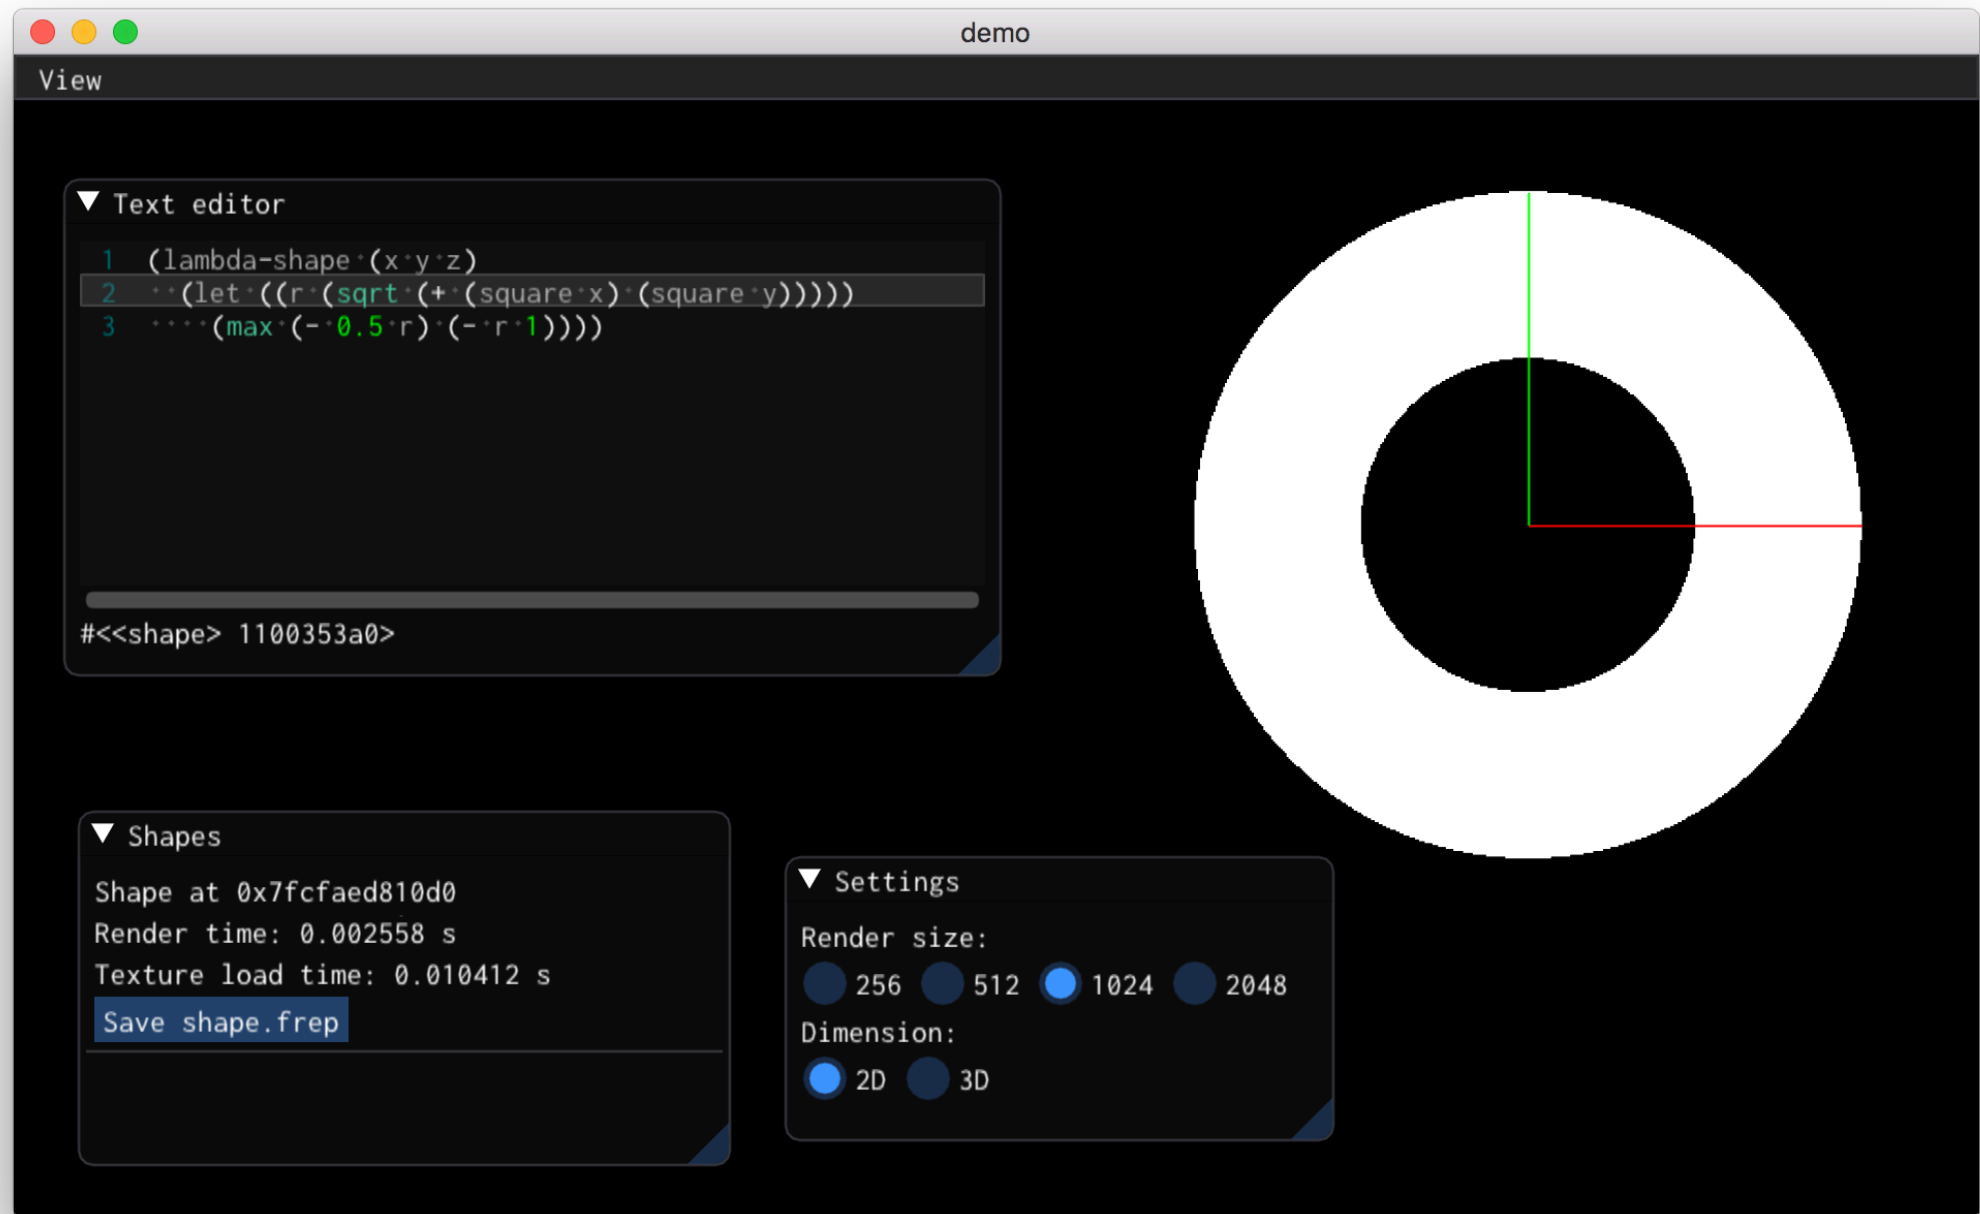 demo
View
Text editor
1 (lambda-shape (x y z)
2   (let ((r (sqrt (+ (square x) (square y)))))
3     (max (- 0.5 r) (- r 1))))
#<<shape> 1100353a0>
Shapes
Shape at 0x7fcfaed810d0
Render time: 0.002558 s
Texture load time: 0.010412 s
Save shape.frep
Settings
Render size:
256 512 1024 2048
Dimension:
2D 3D